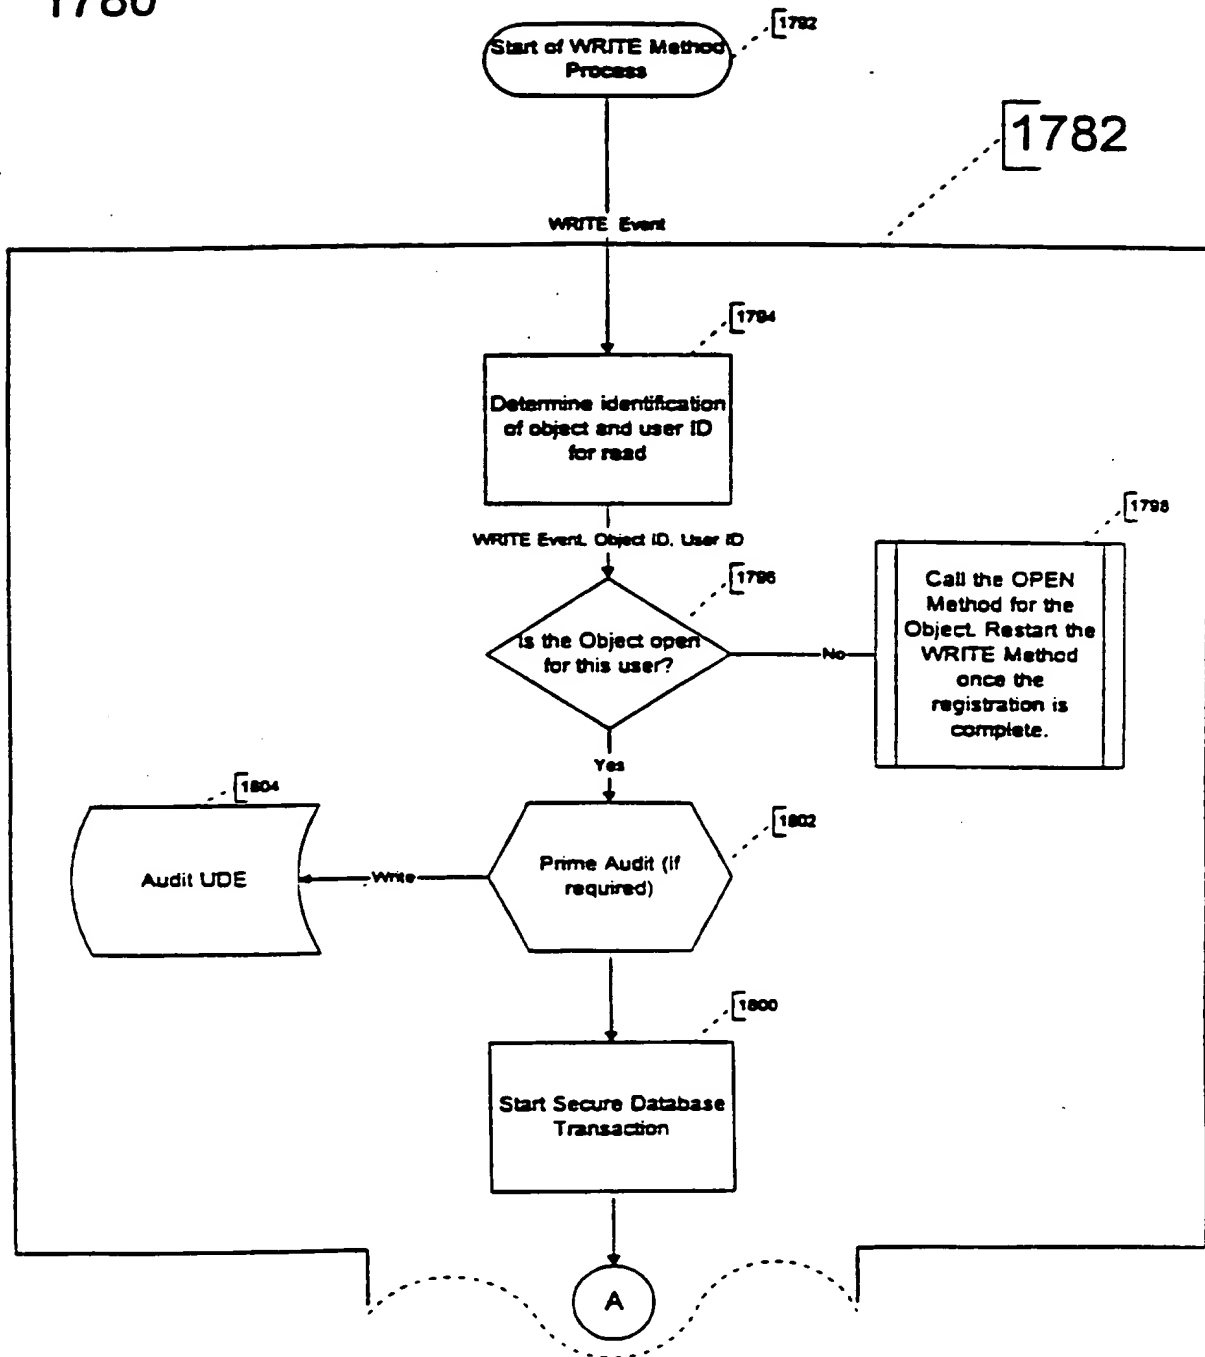 1780
Start of WRITE Method
Process
1792
1782
WRITE Event
1794
Determine identification
of object and user ID
for read
WRITE Event, Object ID, User ID
1796
Is the Object open
for this user?
No
1798
Call the OPEN
Method for the
Object. Restart the
WRITE Method
once the
registration is
complete.
Yes
1804
Audit UDE
Write
1802
Prime Audit (if
required)
1800
Start Secure Database
Transaction
A